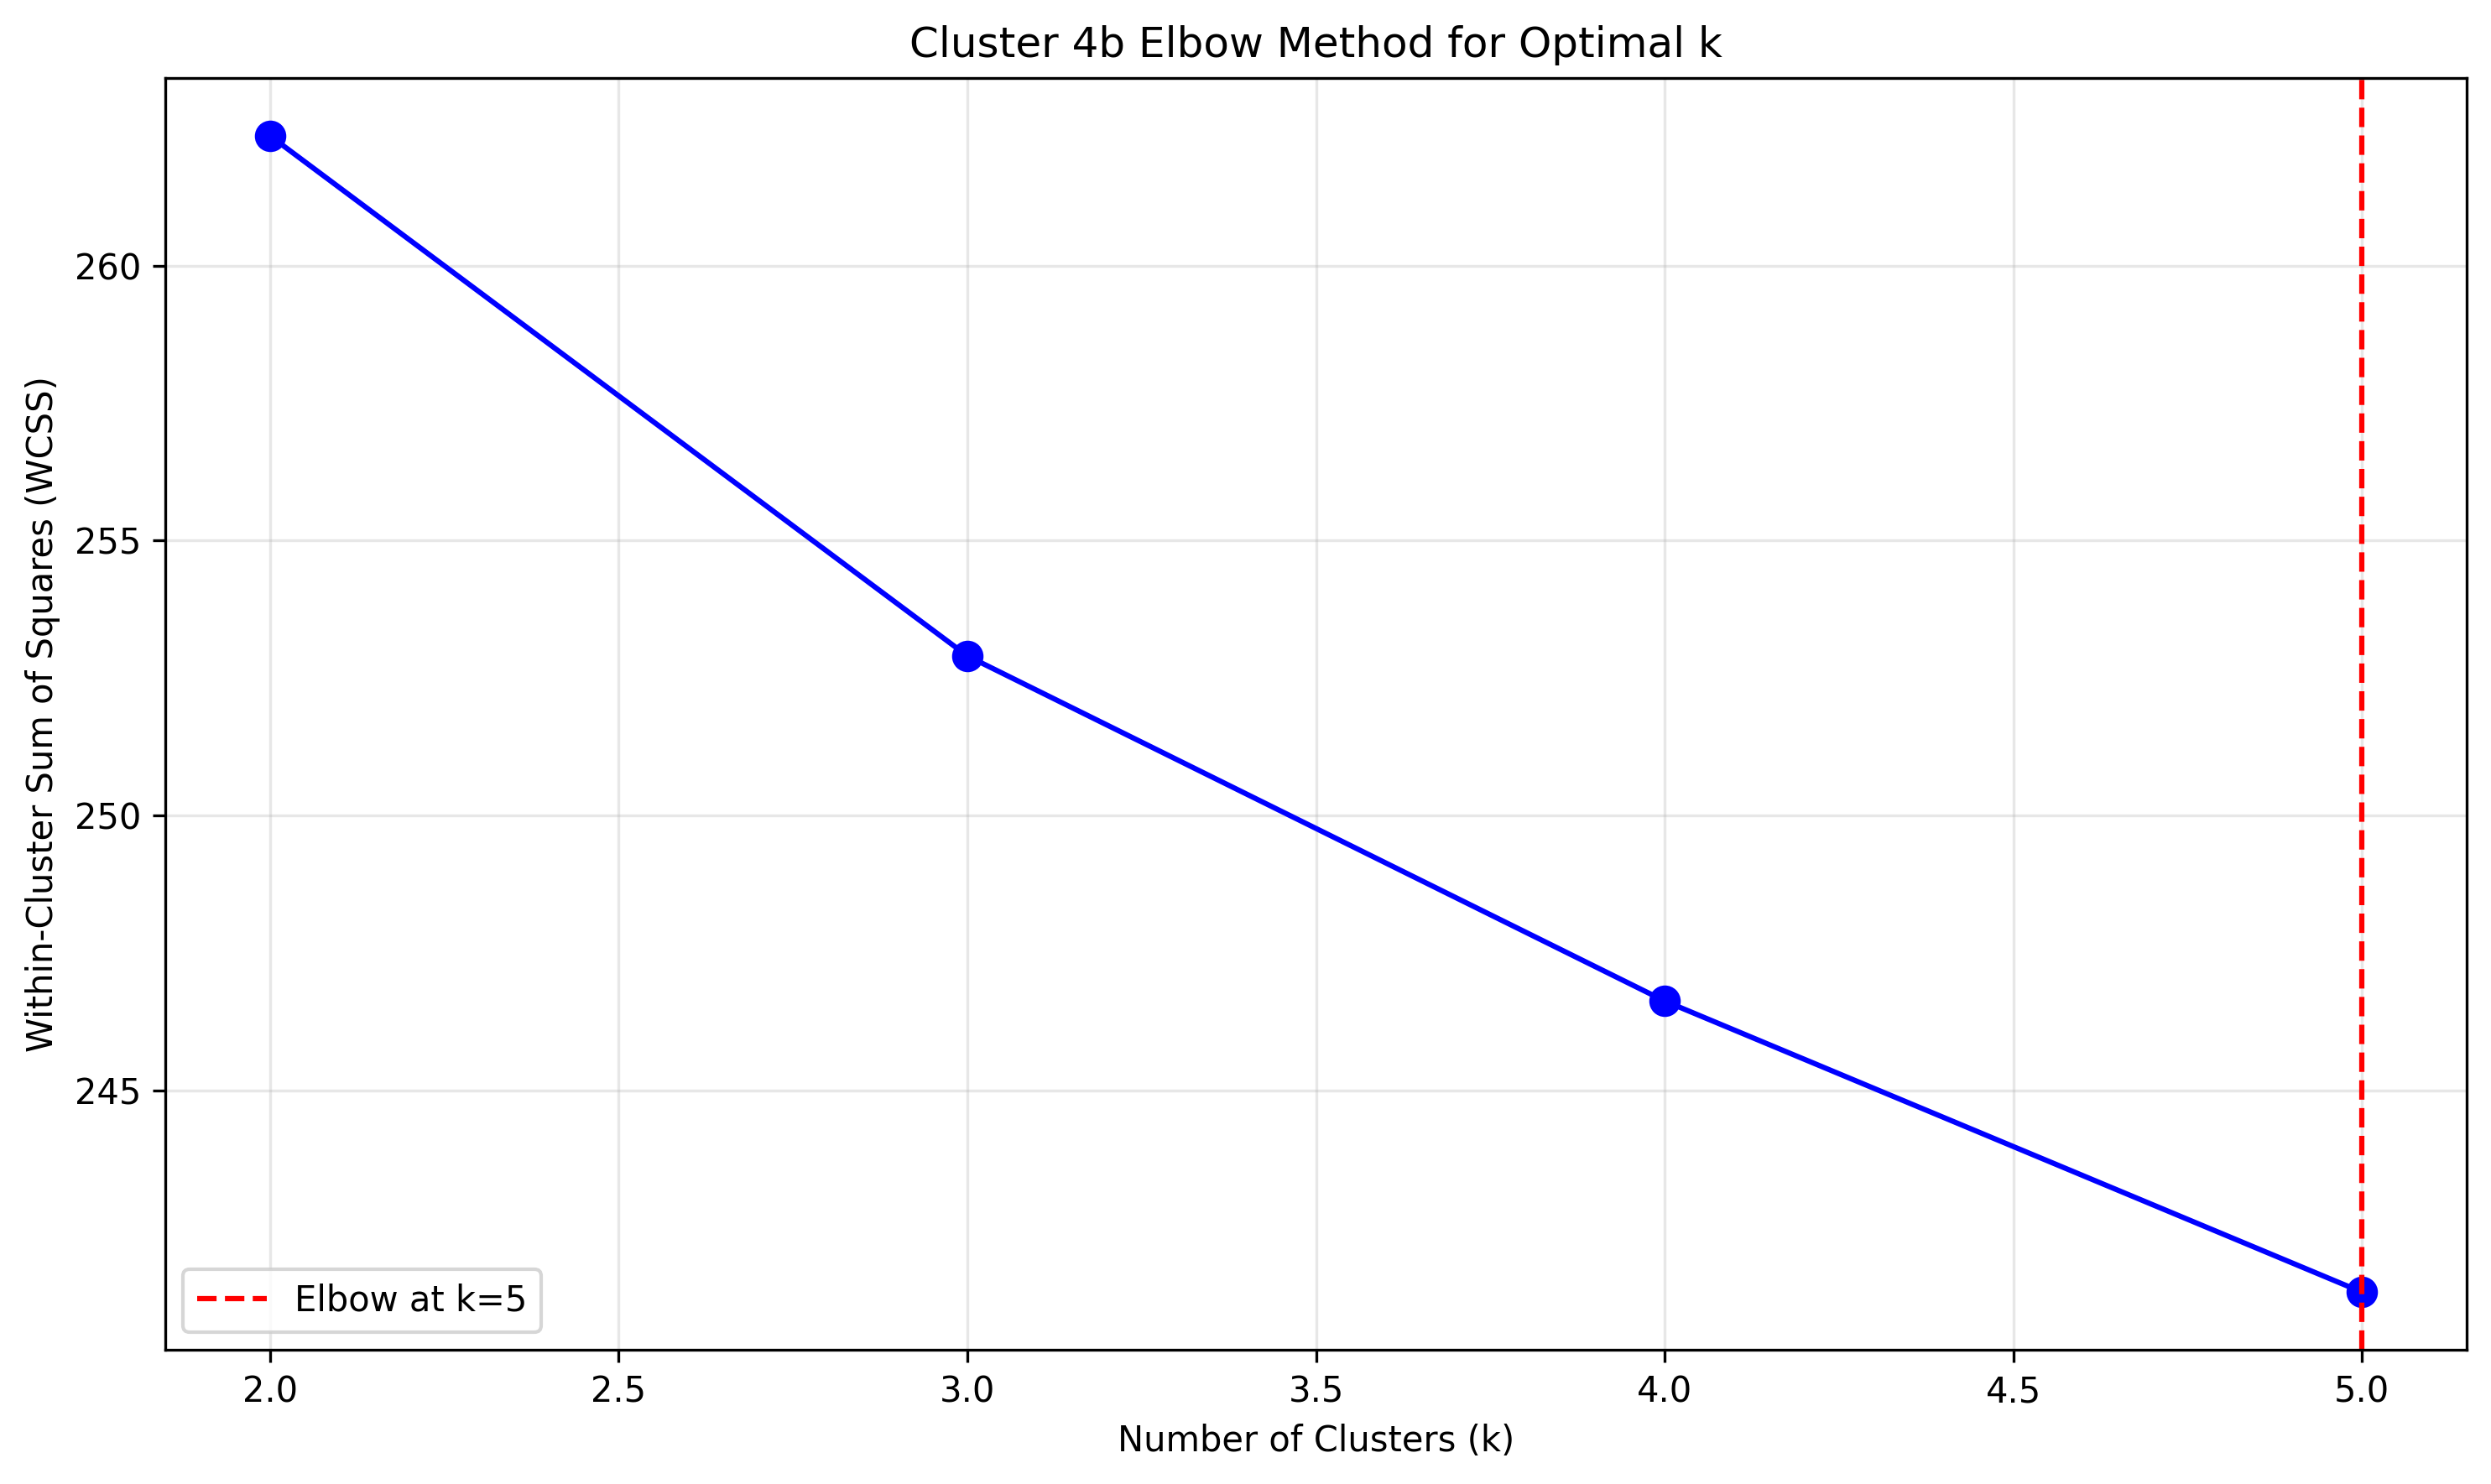 Cluster 4b Elbow Method for Optimal k
Within-Cluster Sum of Squares (WCSS)
260
255
250
245
Elbow at k=5
2.0 2.5 3.0 3.5 4.0 4.5 5.0
Number of Clusters (k)